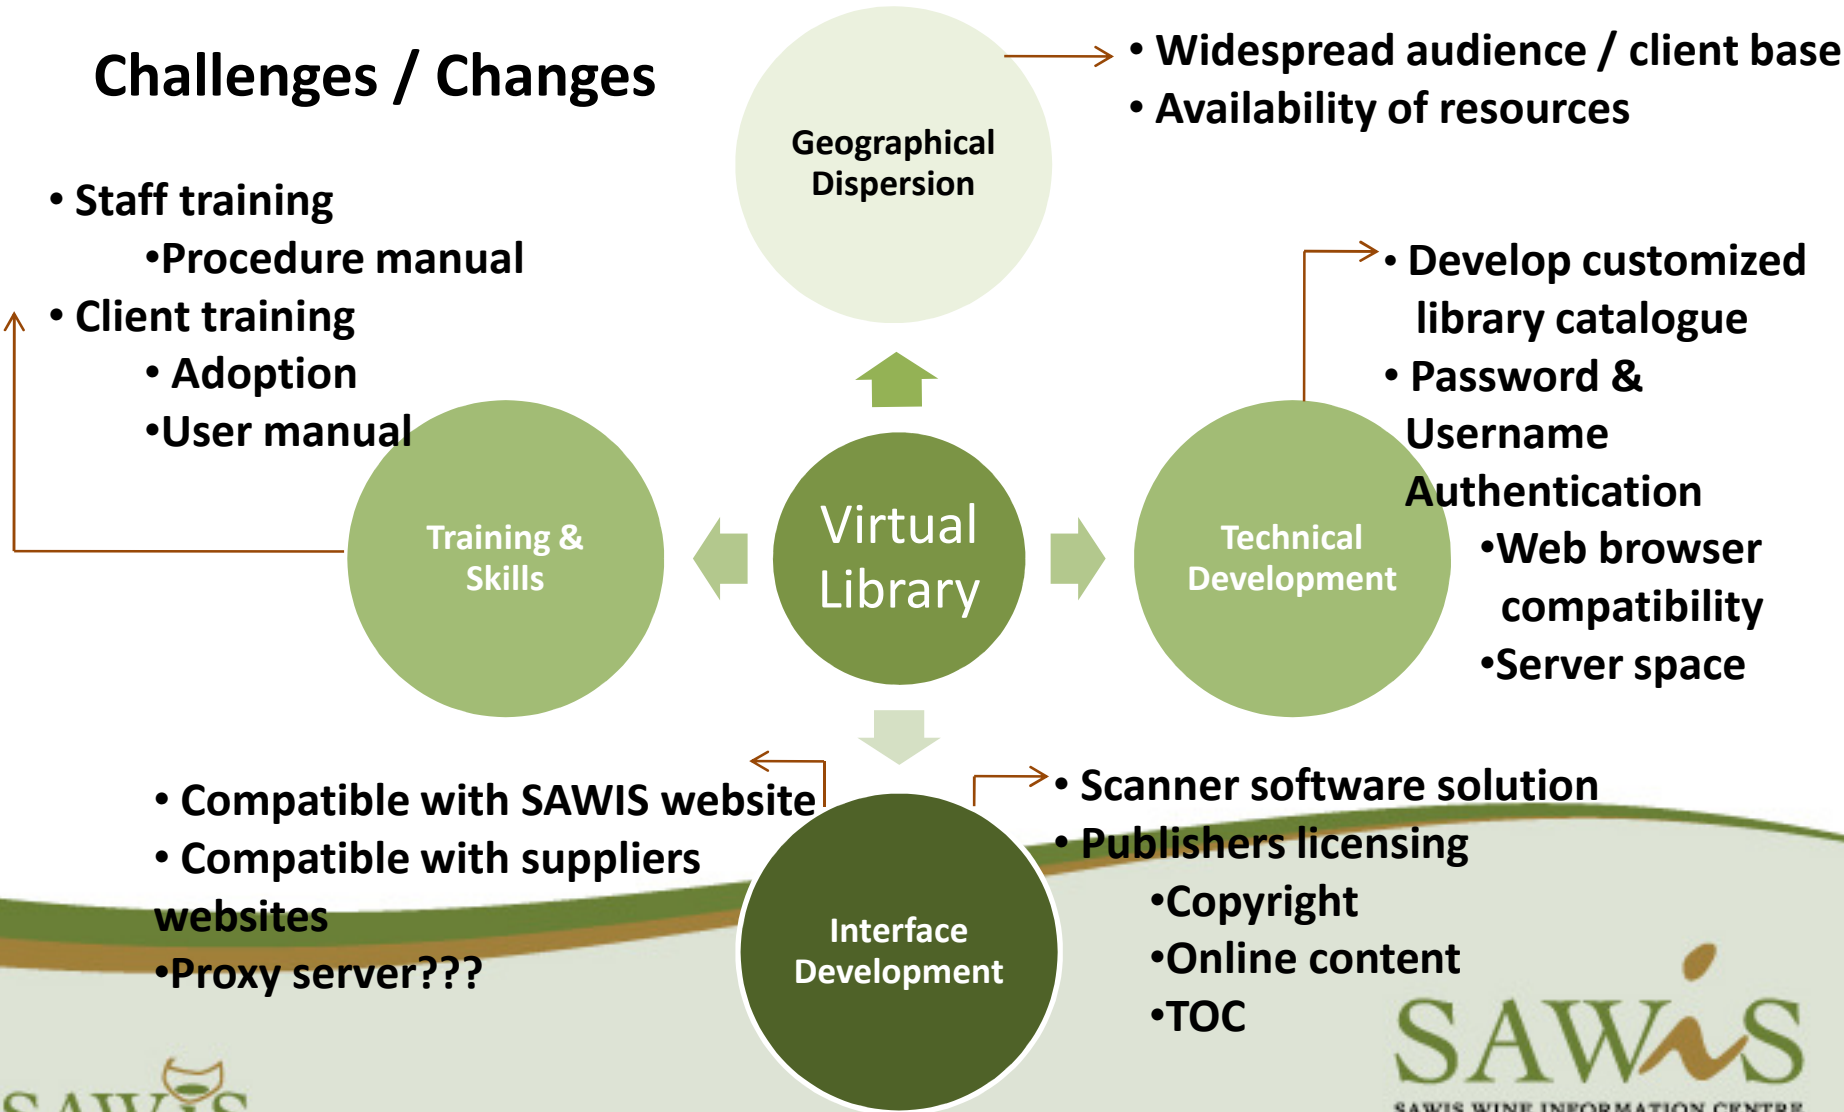 Challenges / Changes
• Widespread audience / client base
• Availability of resources
Geographical
Dispersion
• Staff training
•Procedure manual
• Client training
• Adoption
•User manual
• Develop customized
library catalogue
• Password &
Username
Authentication
•Web browser
compatibility
•Server space
Training &
Skills
Virtual
Library
Technical
Development
• Compatible with SAWIS website
• Compatible with suppliers
websites
•Proxy server???
• Scanner software solution
• Publishers licensing
•Copyright
•Online content
•TOC
Interface
Development
SAWiS
SAWIS WINE INFORMATION CENTRE
SAWiS